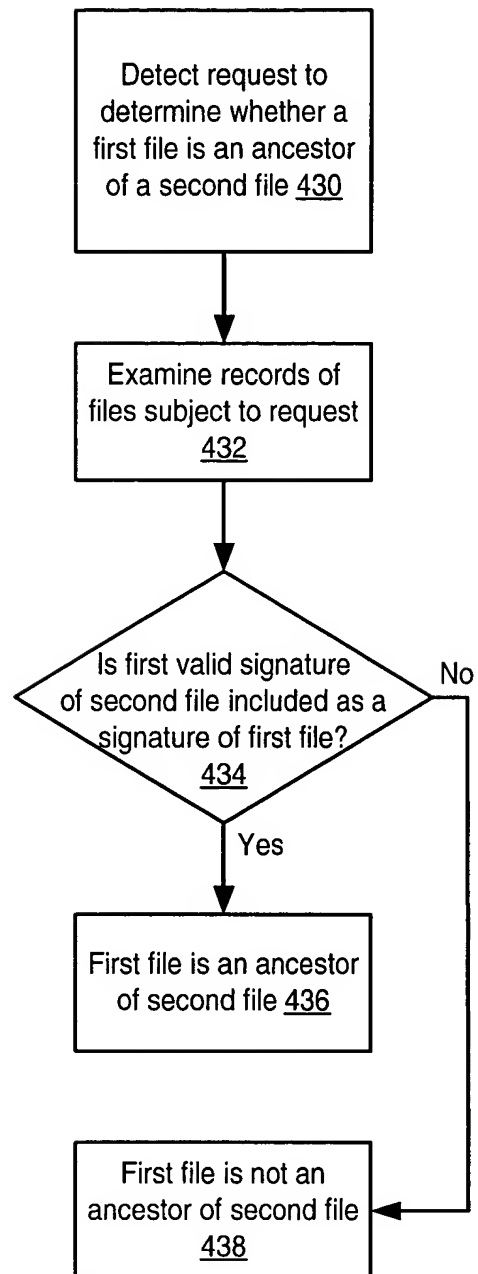 Detect request to
determine whether a
first file is an ancestor
of a second file 430
Examine records of
files subject to request
432
Is first valid signature
of second file included as a
signature of first file?
434
No
Yes
First file is an ancestor
of second file 436
First file is not an
ancestor of second file
438